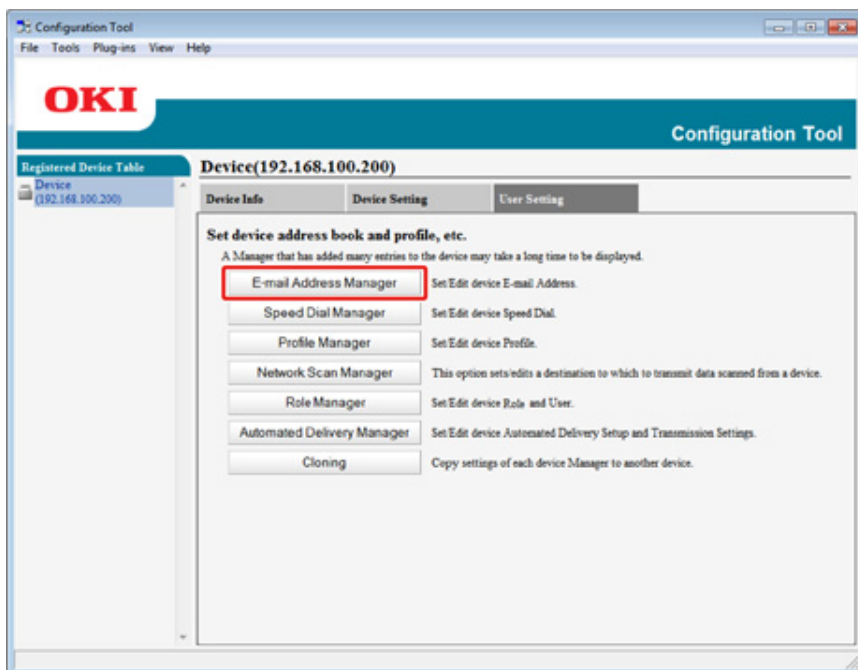 Configuration Tool
File Tools Plug-ins View Help
OKI
Configuration Tool
Registered Device Table
Device
(192.168.100.200)
Device(192.168.100.200)
Device Info Device Setting User Setting
Set device address book and profile, etc.
A Manager that has added many entries to the device may take a long time to be displayed.
E-mail Address Manager Set/Edit device E-mail Address.
Speed Dial Manager Set/Edit device Speed Dial.
Profile Manager Set/Edit device Profile.
Network Scan Manager This option sets/edits a destination to which to transmit data scanned from a device.
Role Manager Set/Edit device Role and User.
Automated Delivery Manager Set/Edit device Automated Delivery Setup and Transmission Settings.
Cloning Copy settings of each device Manager to another device.